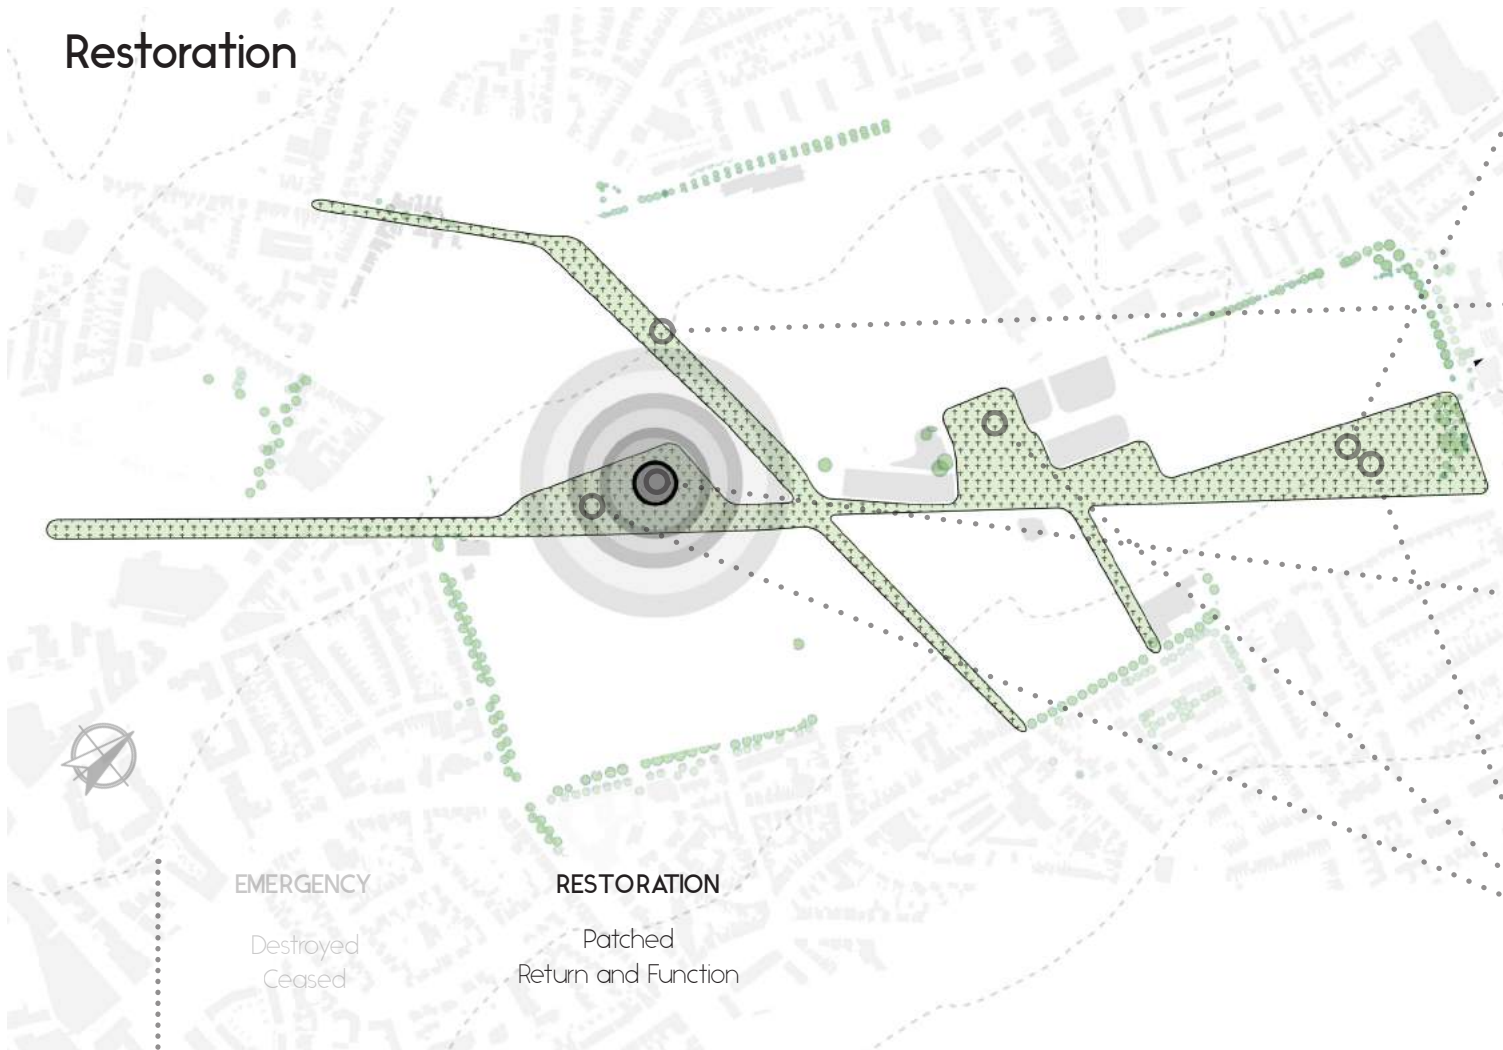 Restoration
EMERGENCY
Destroyed
Ceased
RESTORATION
Patched
Return and Function